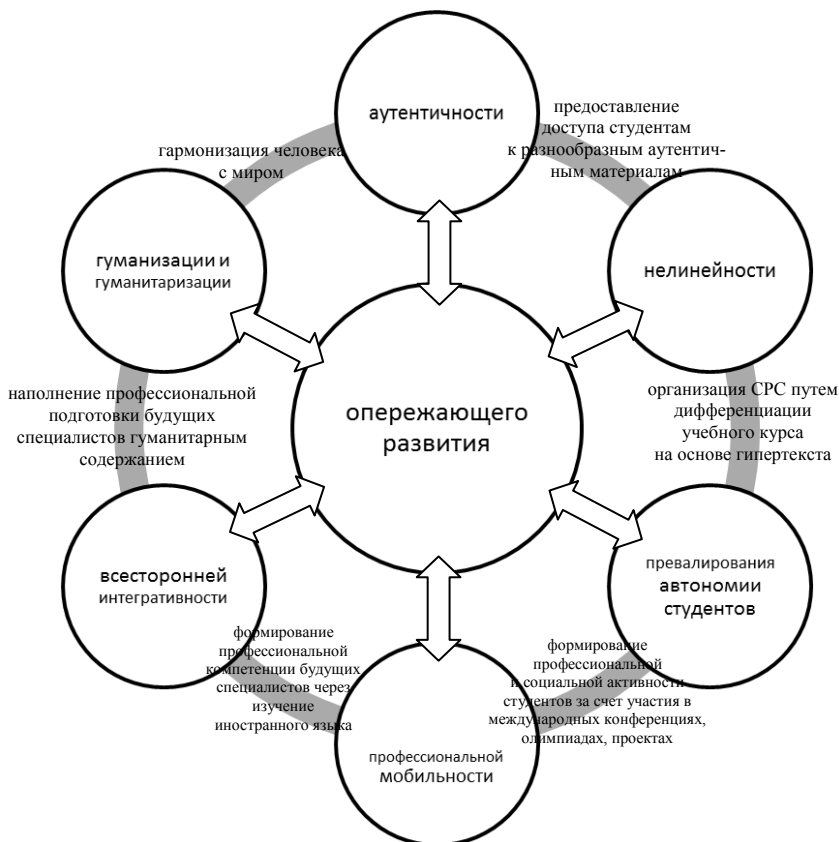 аутентичности
предоставление
доступа студентам
к разнообразным аутентич-
ным материалам
гармонизация человека
с миром
гуманизации и
гуманитаризации
нелинейности
наполнение профессиональной
подготовки будущих
специалистов гуманитарным
содержанием
опережающего
развития
организация СРС путем
дифференциации
учебного курса
на основе гипертекста
всесторонней
интегративности
превалирования
автономии
студентов
формирование
профессиональной
компетенции будущих
специалистов через
изучение
иностранного языка
формирование
профессиональной
и социальной активности
студентов за счет участия в
международных конференциях,
олимпиадах, проектах
профессиональной
мобильности